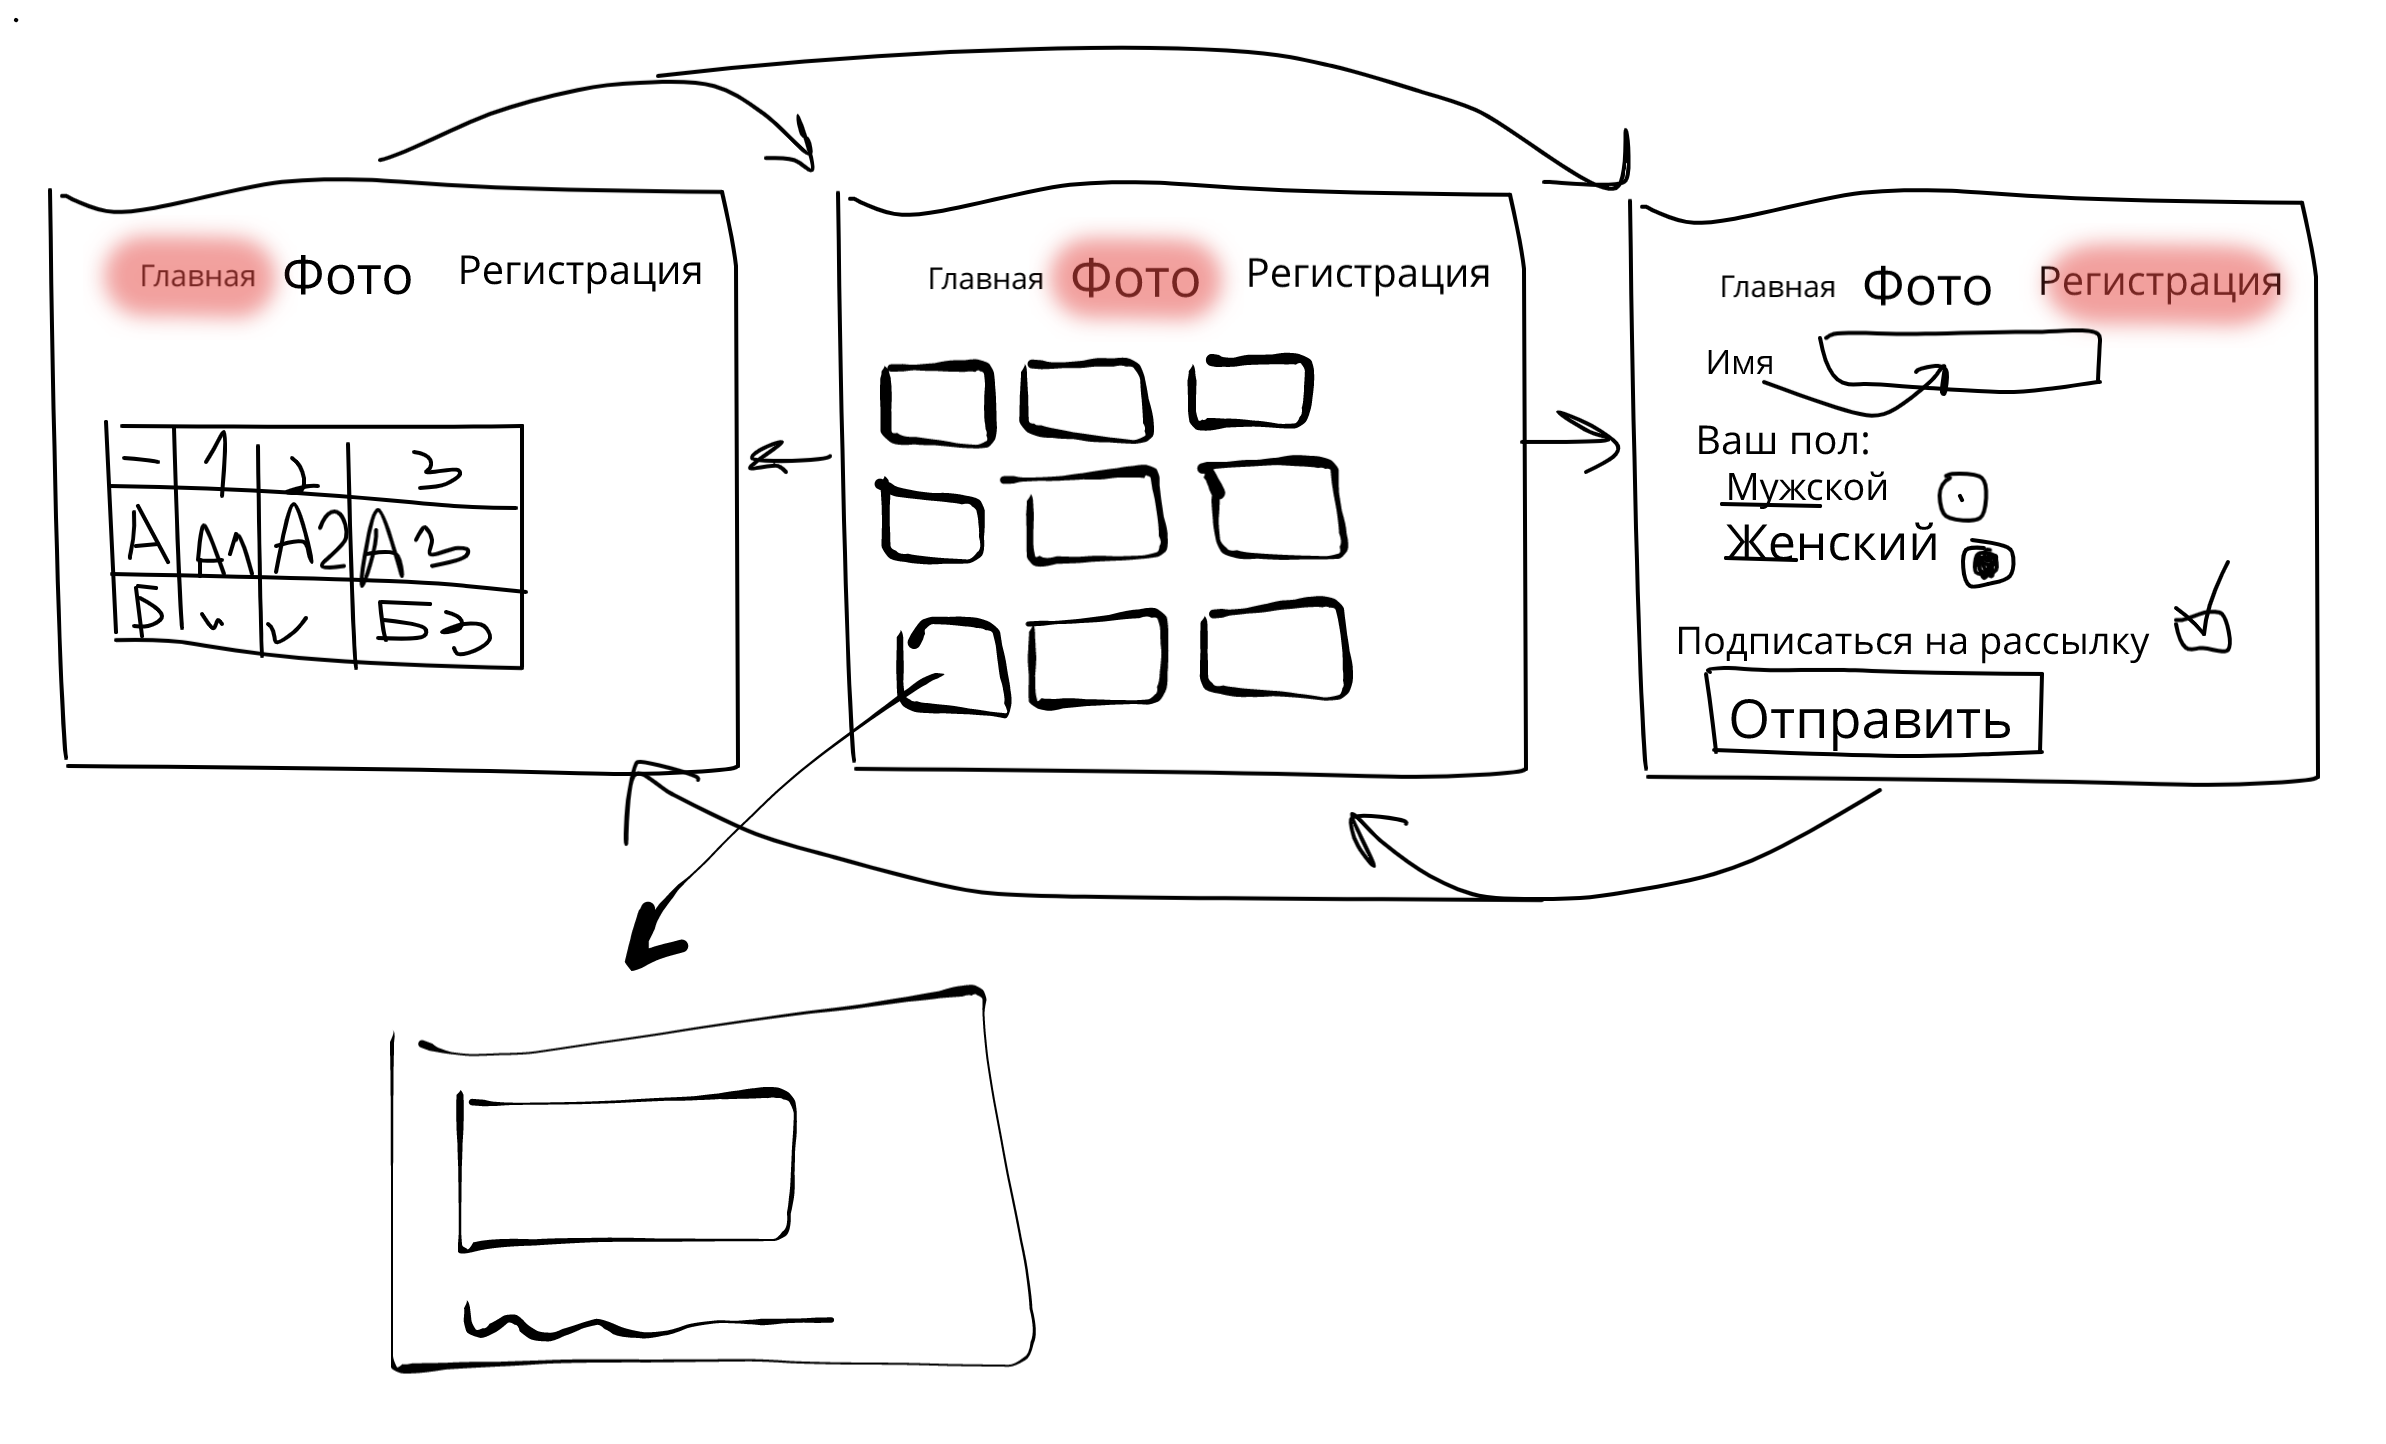 Главная Фото Регистрация
– 1 2 3
А А1 А2 А3
Б Б3
Главная Фото Регистрация
Главная Фото Регистрация
Имя
Ваш пол:
Мужской
Женский
Подписаться на рассылку
Отправить